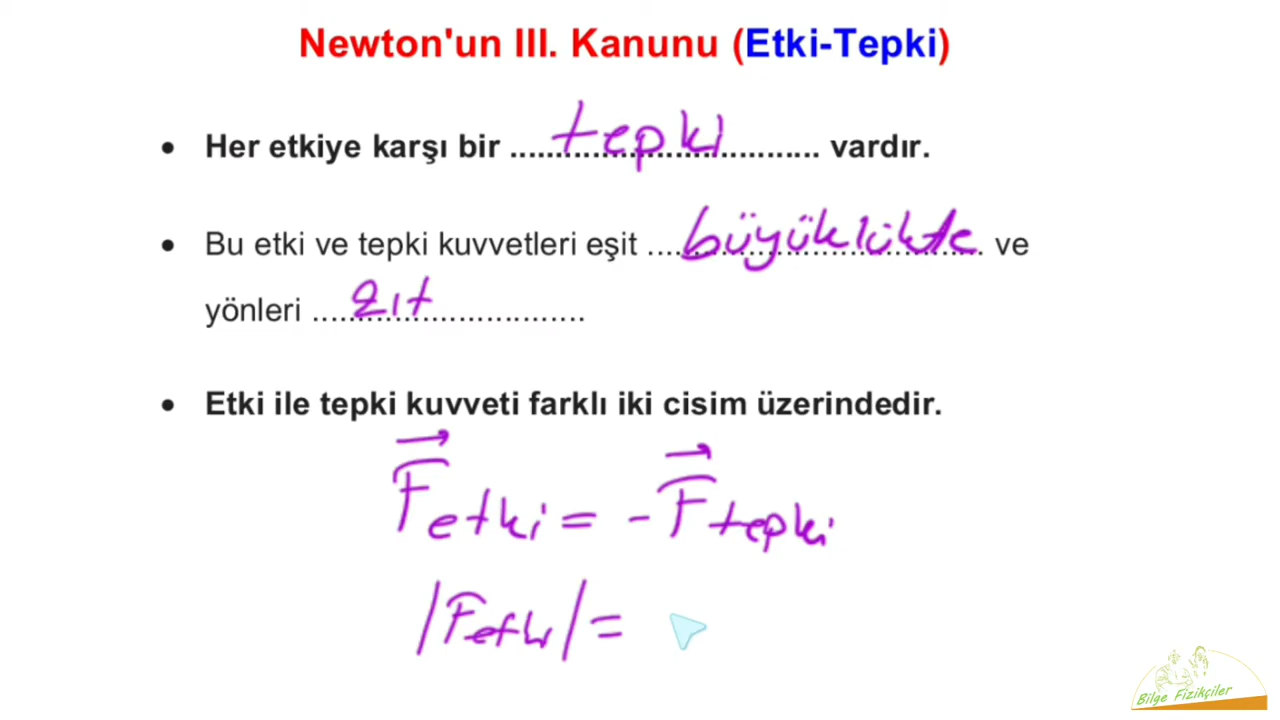 Newton'un III. Kanunu (Etki-Tepki)
• Her etkiye karşı bir .....tepki..... vardır.
• Bu etki ve tepki kuvvetleri eşit ...büyüklükte... ve
yönleri ....zıt....................
• Etki ile tepki kuvveti farklı iki cisim üzerindedir.
F⃗etki = -F⃗tepki
|Fetki| =
Bilge Fizikçiler